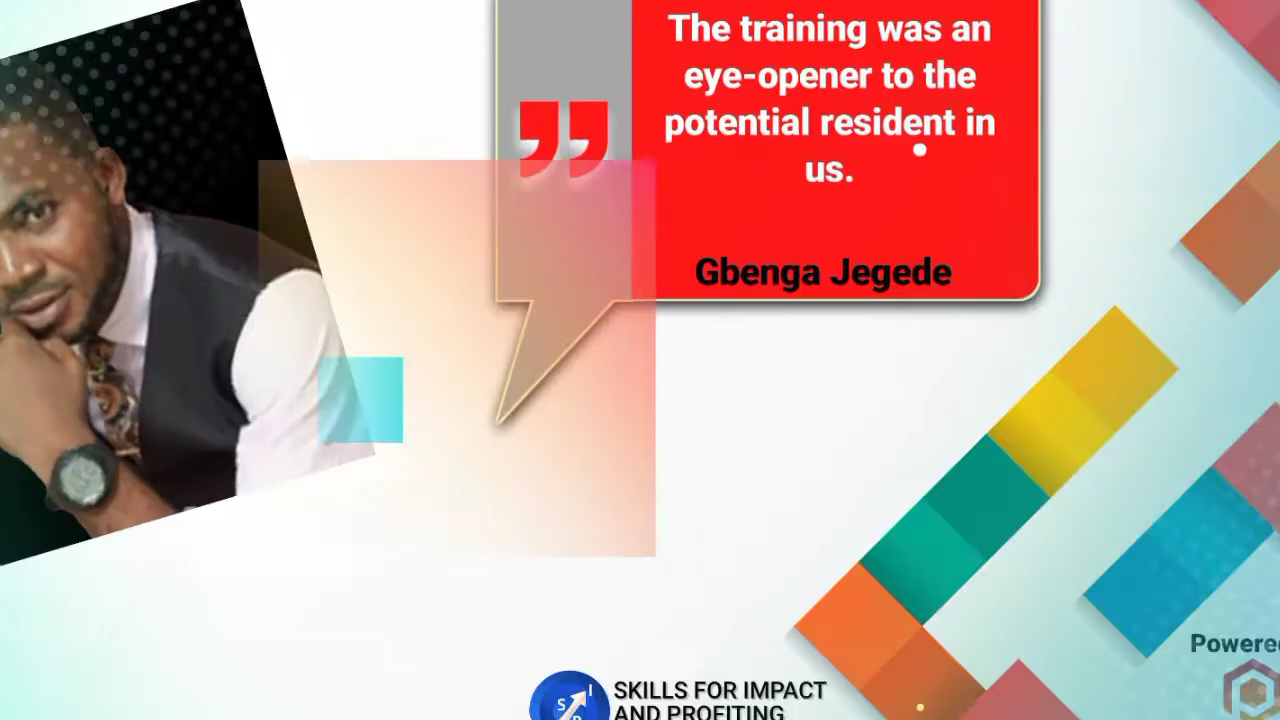 The training was an
eye-opener to the
potential resident in
us.
Gbenga Jegede
SKILLS FOR IMPACT
AND PROFITING
Powered